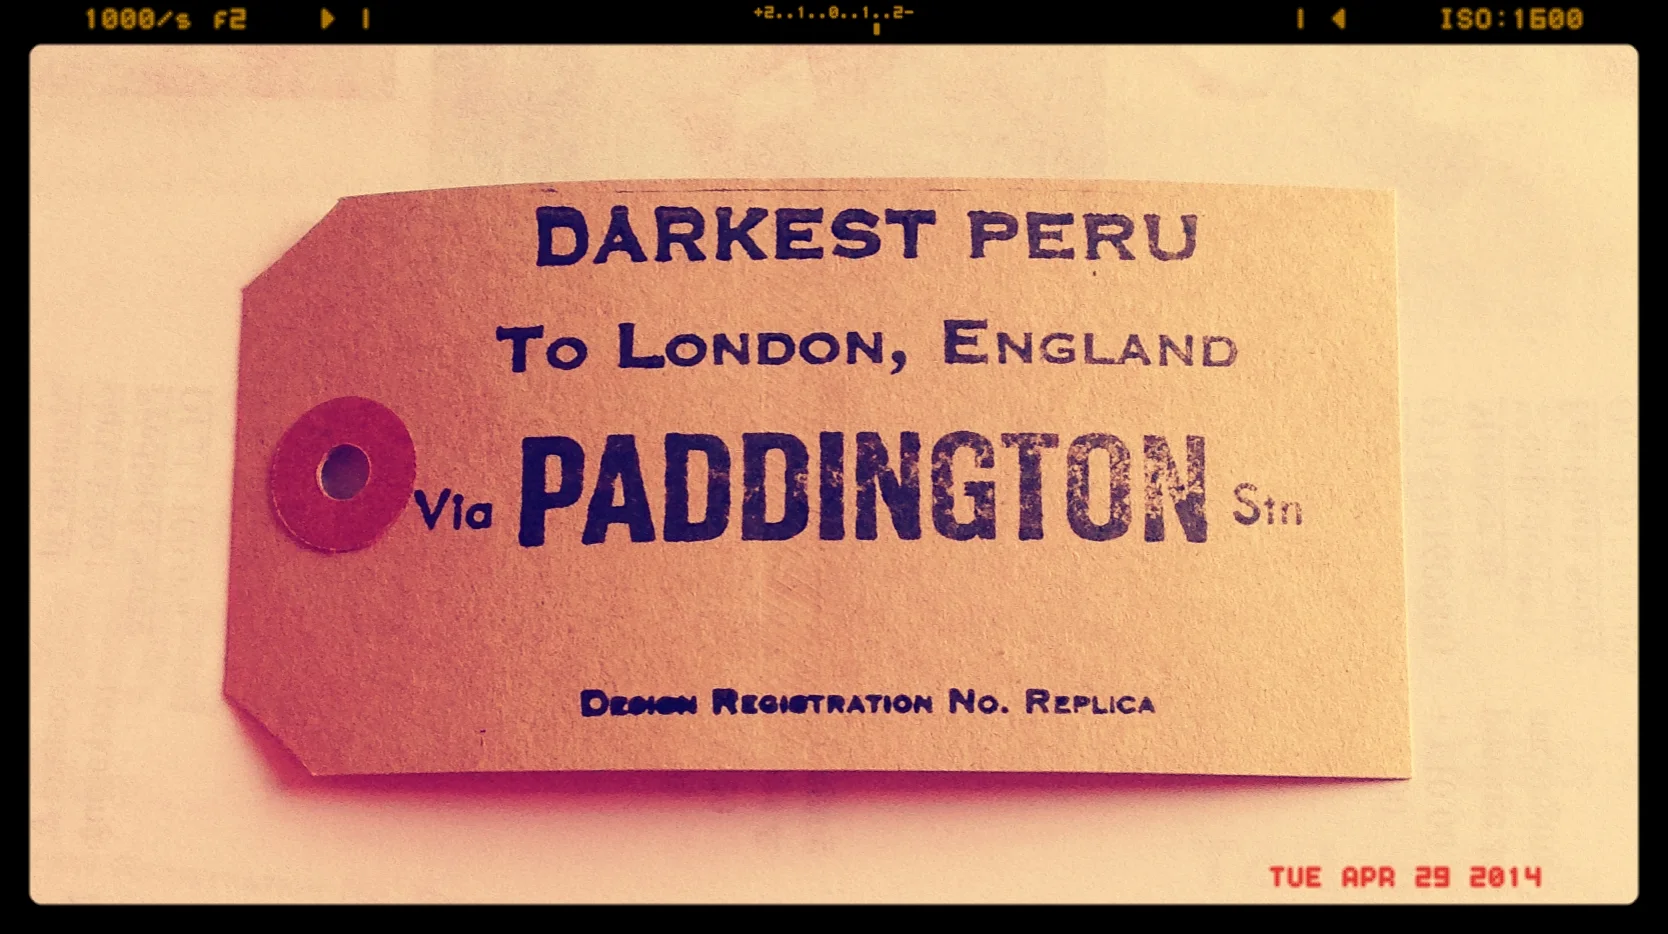 1000/s F2 +2..1..0..1..2- ISO:1600
DARKEST PERU
TO LONDON, ENGLAND
Via PADDINGTON Stn
DESIGN REGISTRATION NO. REPLICA
TUE APR 29 2014